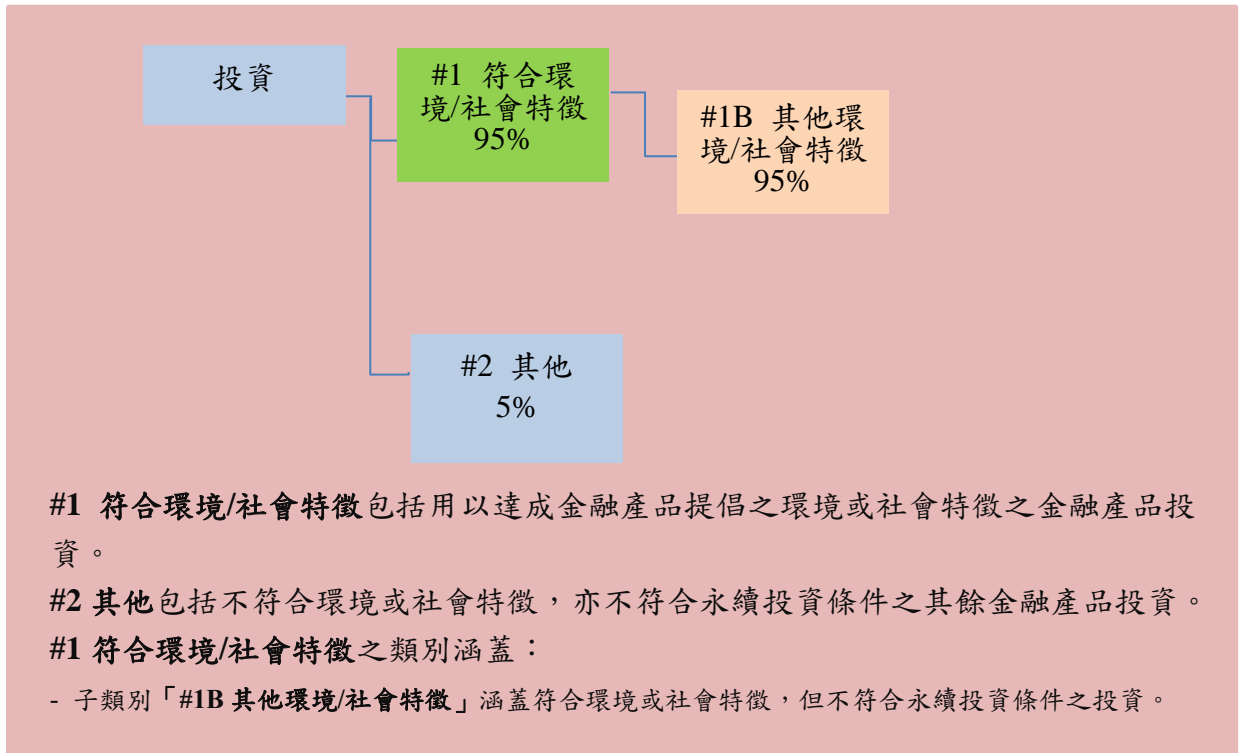 投資
#1 符合環
境/社會特徵
95%
#1B 其他環
境/社會特徵
95%
#2 其他
5%
#1 符合環境/社會特徵包括用以達成金融產品提倡之環境或社會特徵之金融產品投
資。
#2 其他包括不符合環境或社會特徵，亦不符合永續投資條件之其餘金融產品投資。
#1 符合環境/社會特徵之類別涵蓋：
- 子類別「#1B 其他環境/社會特徵」涵蓋符合環境或社會特徵，但不符合永續投資條件之投資。